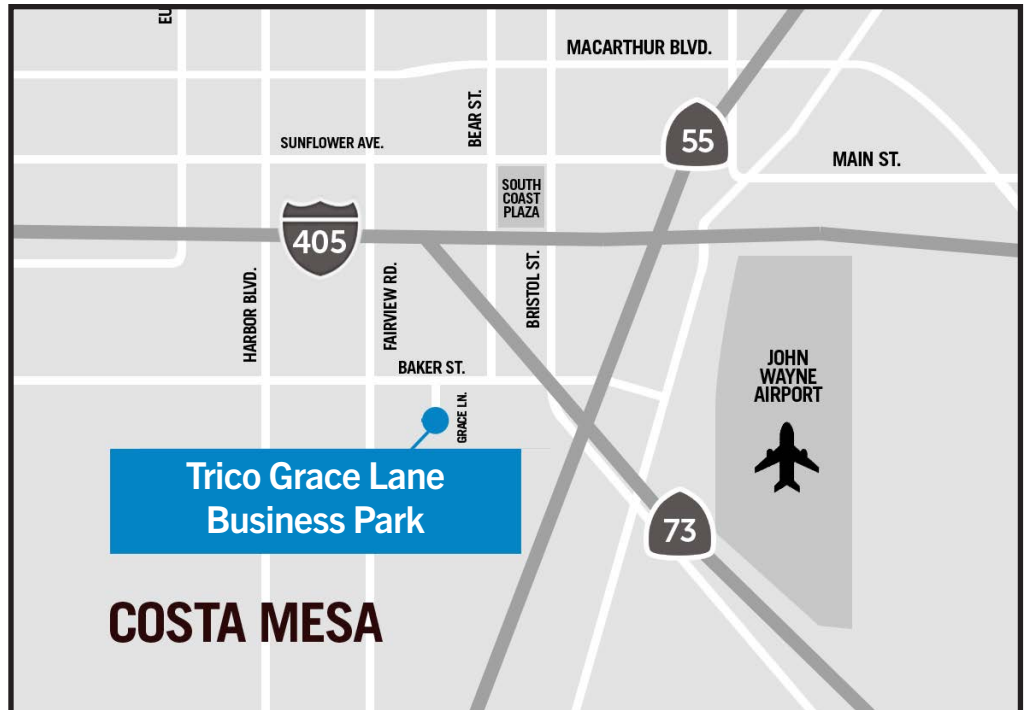 EU
MACARTHUR BLVD.
BEAR ST.
SUNFLOWER AVE.
55
MAIN ST.
SOUTH
COAST
PLAZA
405
HARBOR BLVD.
FAIRVIEW RD.
BRISTOL ST.
BAKER ST.
JOHN
WAYNE
AIRPORT
GRACE LN.
Trico Grace Lane
Business Park
73
COSTA MESA